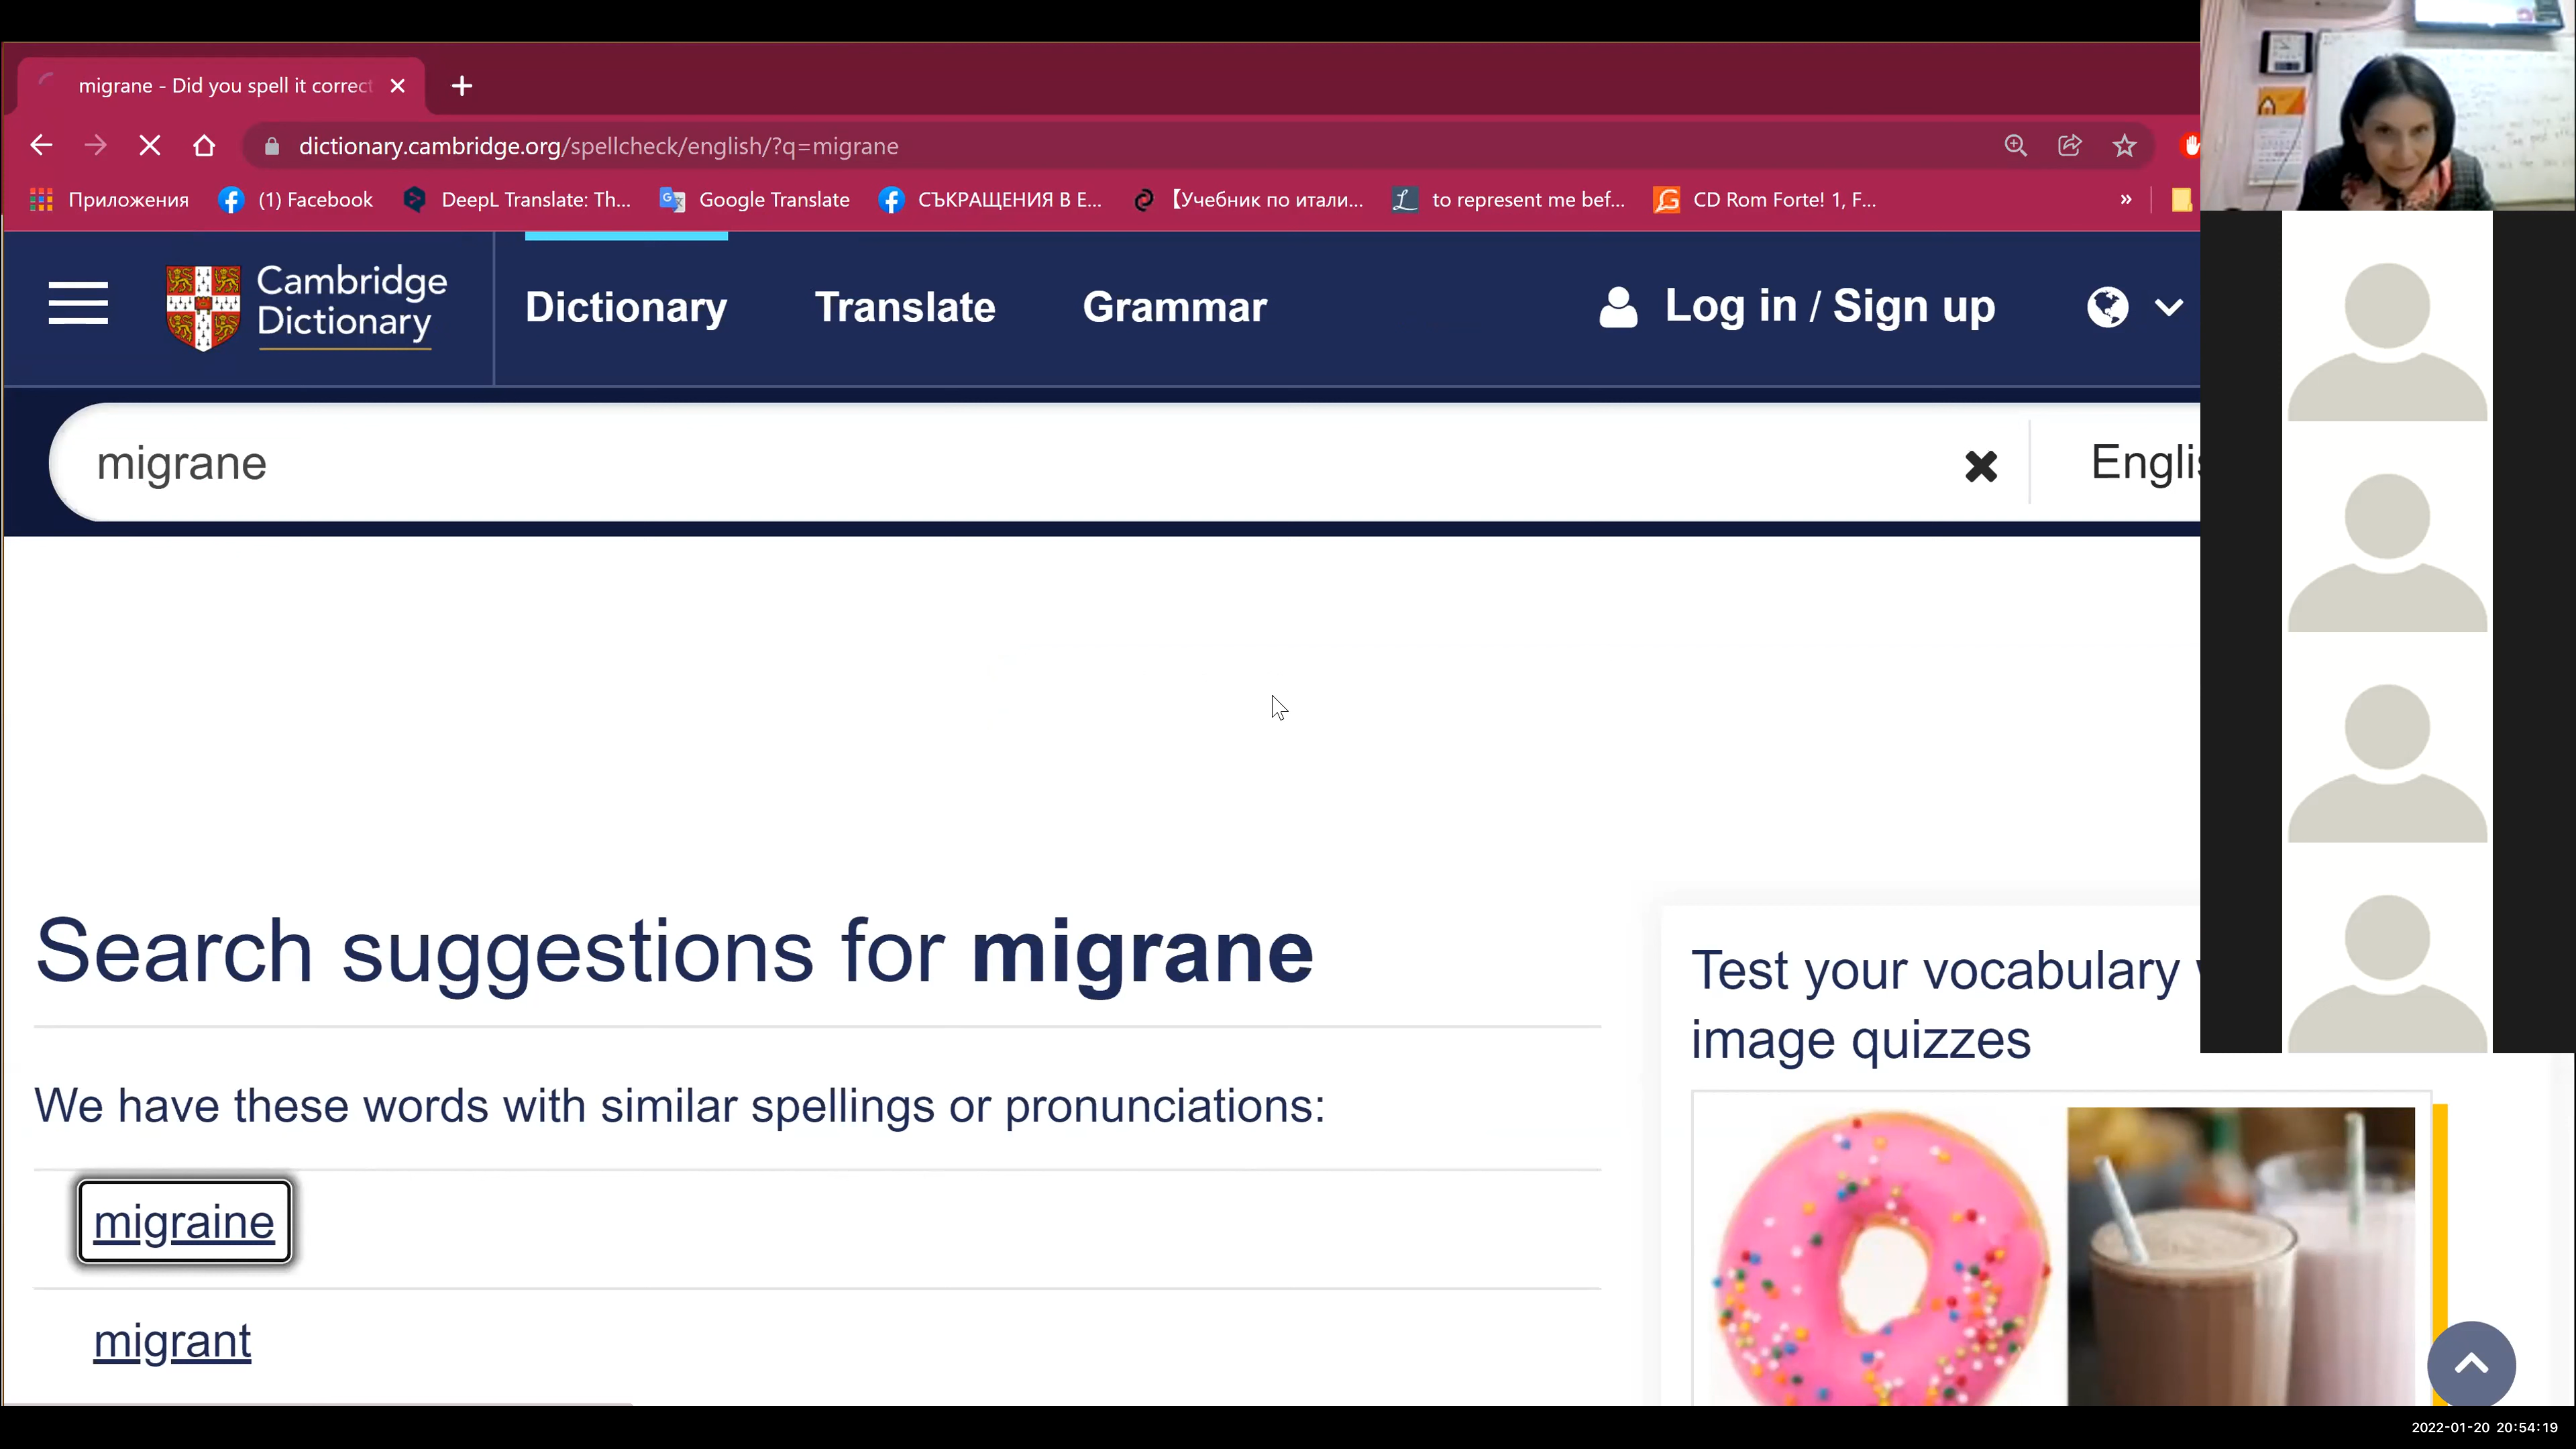 migrane - Did you spell it correct
dictionary.cambridge.org/spellcheck/english/?q=migrane
Приложения (1) Facebook DeepL Translate: Th... Google Translate СЪКРАЩЕНИЯ В Е... 【Учебник по итали... to represent me bef... CD Rom Forte! 1, F... »
Cambridge
Dictionary
Dictionary Translate Grammar Log in / Sign up
migrane Englis
Search suggestions for migrane
We have these words with similar spellings or pronunciations:
migraine
migrant
Test your vocabulary
image quizzes
2022-01-20 20:54:19